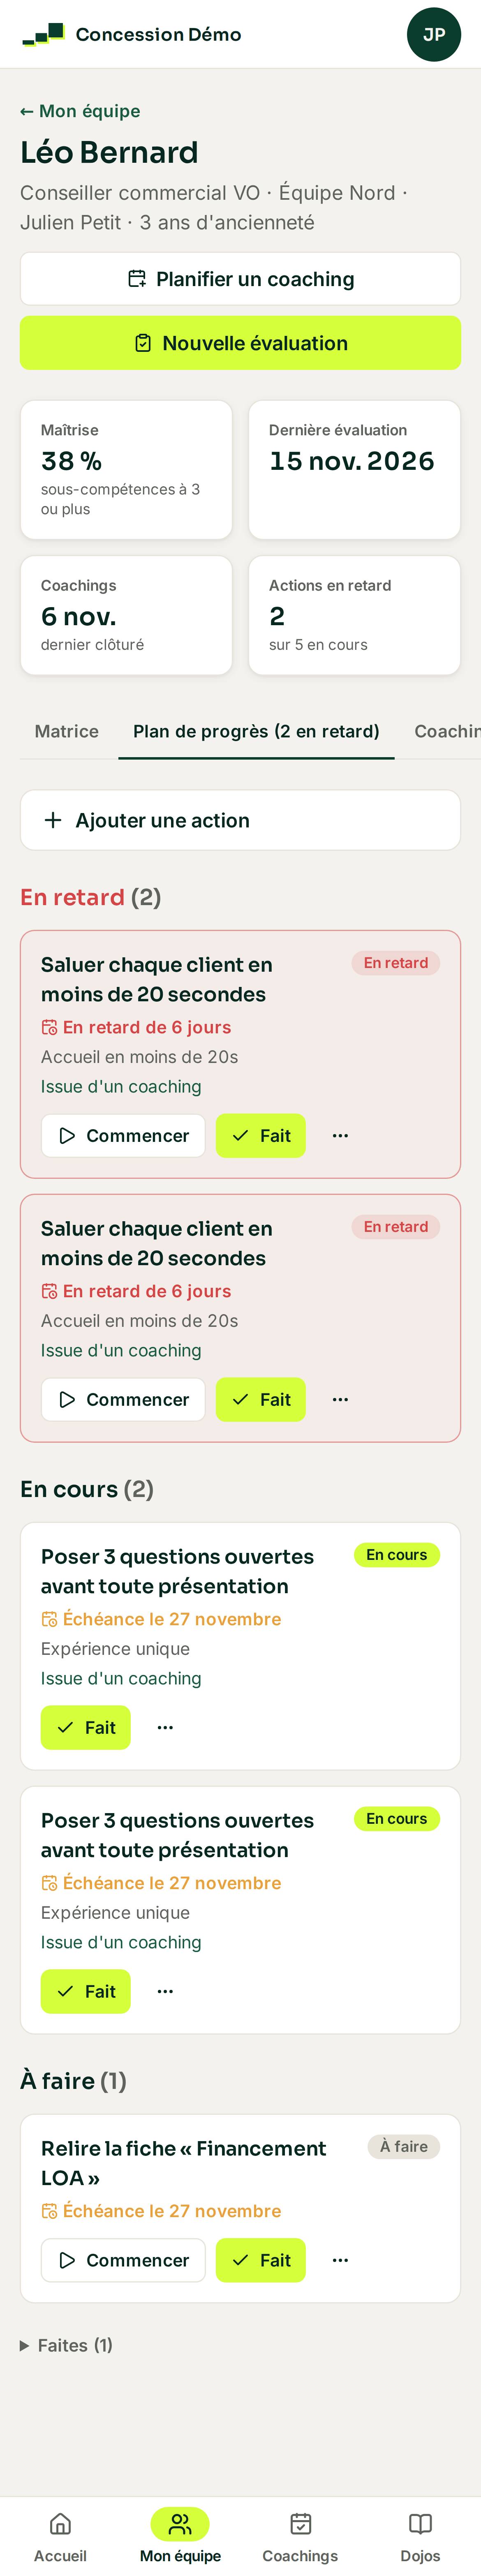 Concession Démo
JP
← Mon équipe
Léo Bernard
Conseiller commercial VO · Équipe Nord ·
Julien Petit · 3 ans d'ancienneté
Planifier un coaching
Nouvelle évaluation
Maîtrise
38 %
sous-compétences à 3
ou plus
Dernière évaluation
15 nov. 2026
Coachings
6 nov.
dernier clôturé
Actions en retard
2
sur 5 en cours
Matrice
Plan de progrès (2 en retard)
Coachin
Ajouter une action
En retard (2)
Saluer chaque client en
moins de 20 secondes
En retard
En retard de 6 jours
Accueil en moins de 20s
Issue d'un coaching
Commencer
Fait
Saluer chaque client en
moins de 20 secondes
En retard
En retard de 6 jours
Accueil en moins de 20s
Issue d'un coaching
Commencer
Fait
En cours (2)
Poser 3 questions ouvertes
avant toute présentation
En cours
Échéance le 27 novembre
Expérience unique
Issue d'un coaching
Fait
Poser 3 questions ouvertes
avant toute présentation
En cours
Échéance le 27 novembre
Expérience unique
Issue d'un coaching
Fait
À faire (1)
Relire la fiche « Financement
LOA »
À faire
Échéance le 27 novembre
Commencer
Fait
Faites (1)
Accueil
Mon équipe
Coachings
Dojos